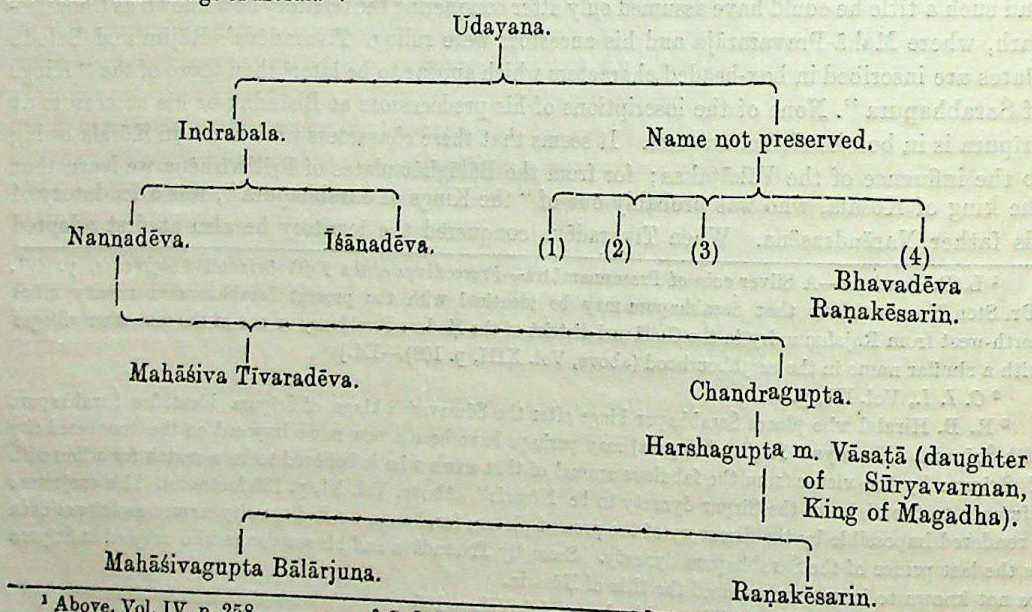 Udayana.
Indrabala. Name not preserved.
Nannadēva. Īśānadēva. (1) (2) (3) (4)
Bhavadēva
Raṇakēsarin.
Mahāśiva Tīvaradēva.
Chandragupta.
Harshagupta m. Vāsaṭā (daughter
of Sūryavarman,
King of Magadha).
Mahāśivagupta Bālārjuna.
Raṇakēsarin.
¹ Above, Vol. IV, p. 258.